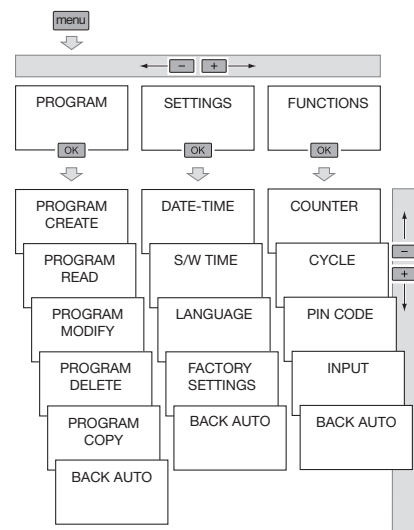 menu
- +
PROGRAM SETTINGS FUNCTIONS
OK OK OK
PROGRAM
CREATE
PROGRAM
READ
PROGRAM
MODIFY
PROGRAM
DELETE
PROGRAM
COPY
BACK AUTO
DATE-TIME
S/W TIME
LANGUAGE
FACTORY
SETTINGS
BACK AUTO
COUNTER
CYCLE
PIN CODE
INPUT
BACK AUTO
-
+